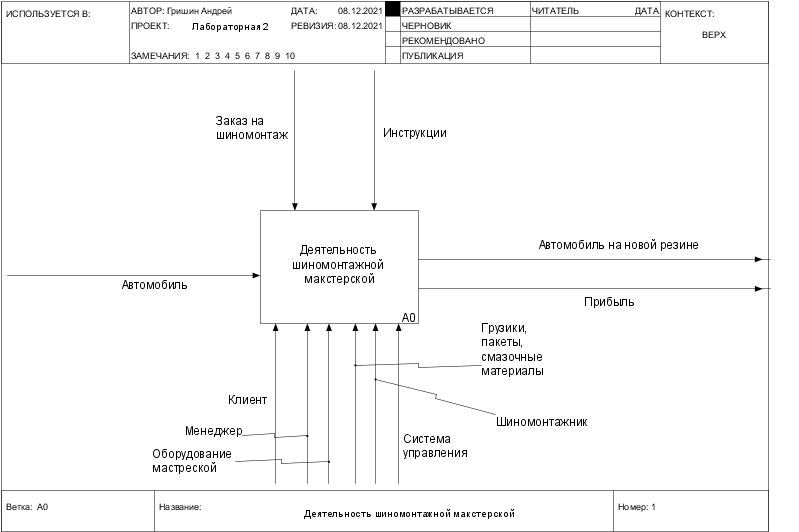 ИСПОЛЬЗУЕТСЯ В:
АВТОР: Гришин Андрей
ДАТА: 08.12.2021
ПРОЕКТ: Лабораторная 2
РЕВИЗИЯ: 08.12.2021
ЗАМЕЧАНИЯ: 1 2 3 4 5 6 7 8 9 10
РАЗРАБАТЫВАЕТСЯ
ЧЕРНОВИК
РЕКОМЕНДОВАНО
ПУБЛИКАЦИЯ
ЧИТАТЕЛЬ ДАТА
КОНТЕКСТ:
ВЕРХ
Заказ на
шиномонтаж
Инструкции
Автомобиль
Деятельность
шиномонтажной
макстерской
A0
Автомобиль на новой резине
Прибыль
Грузики,
пакеты,
смазочные
материалы
Клиент
Менеджер
Оборудование
мастреской
Шиномонтажник
Система
управления
Ветка: A0
Название:
Деятельность шиномонтажной макстерской
Номер: 1